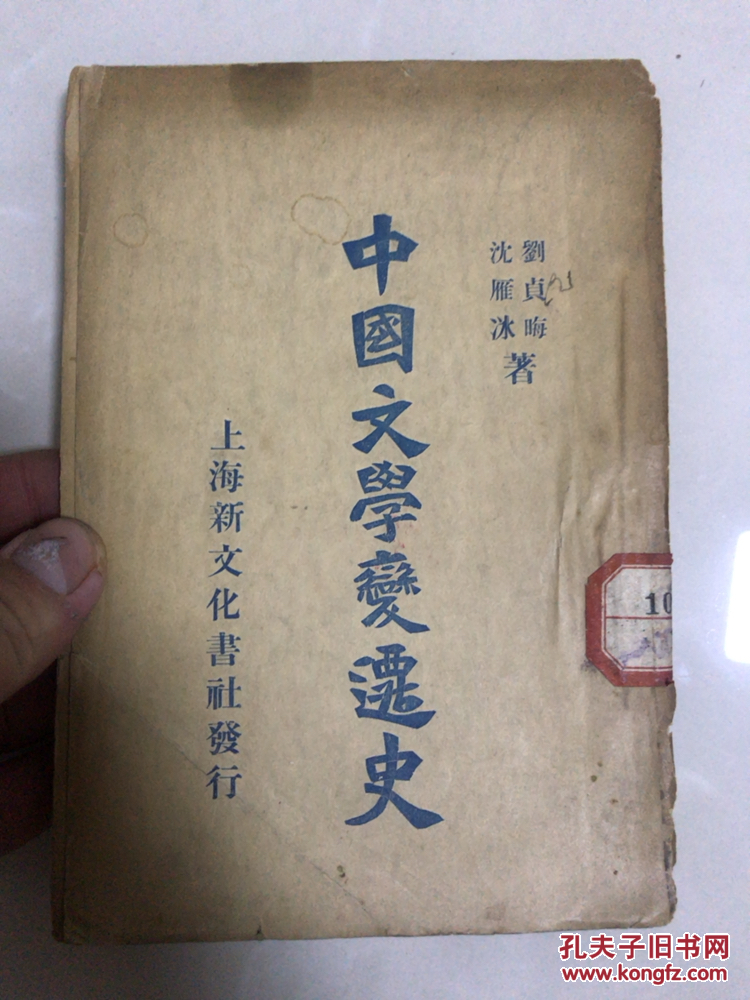 劉貞晦
沈雁冰
著
中國文學變遷史
上海新文化書社發行
10
孔夫子旧书网
www.kongfz.com